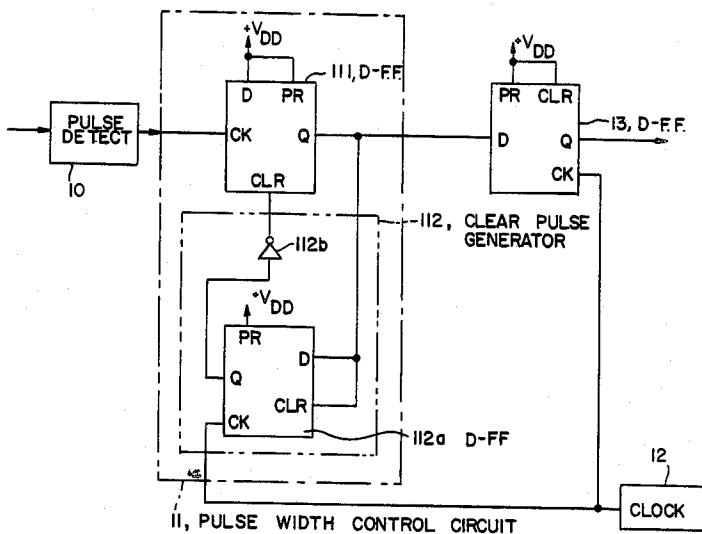 +VDD
111, D-F.F.
D PR
CK Q
CLR
PULSE
DETECT
10
+VDD
PR CLR
13, D-F.F.
D Q
CK
112, CLEAR PULSE
GENERATOR
112b
+VDD
PR
D
Q
CLR
CK
112a D-FF
12
CLOCK
11, PULSE WIDTH CONTROL CIRCUIT